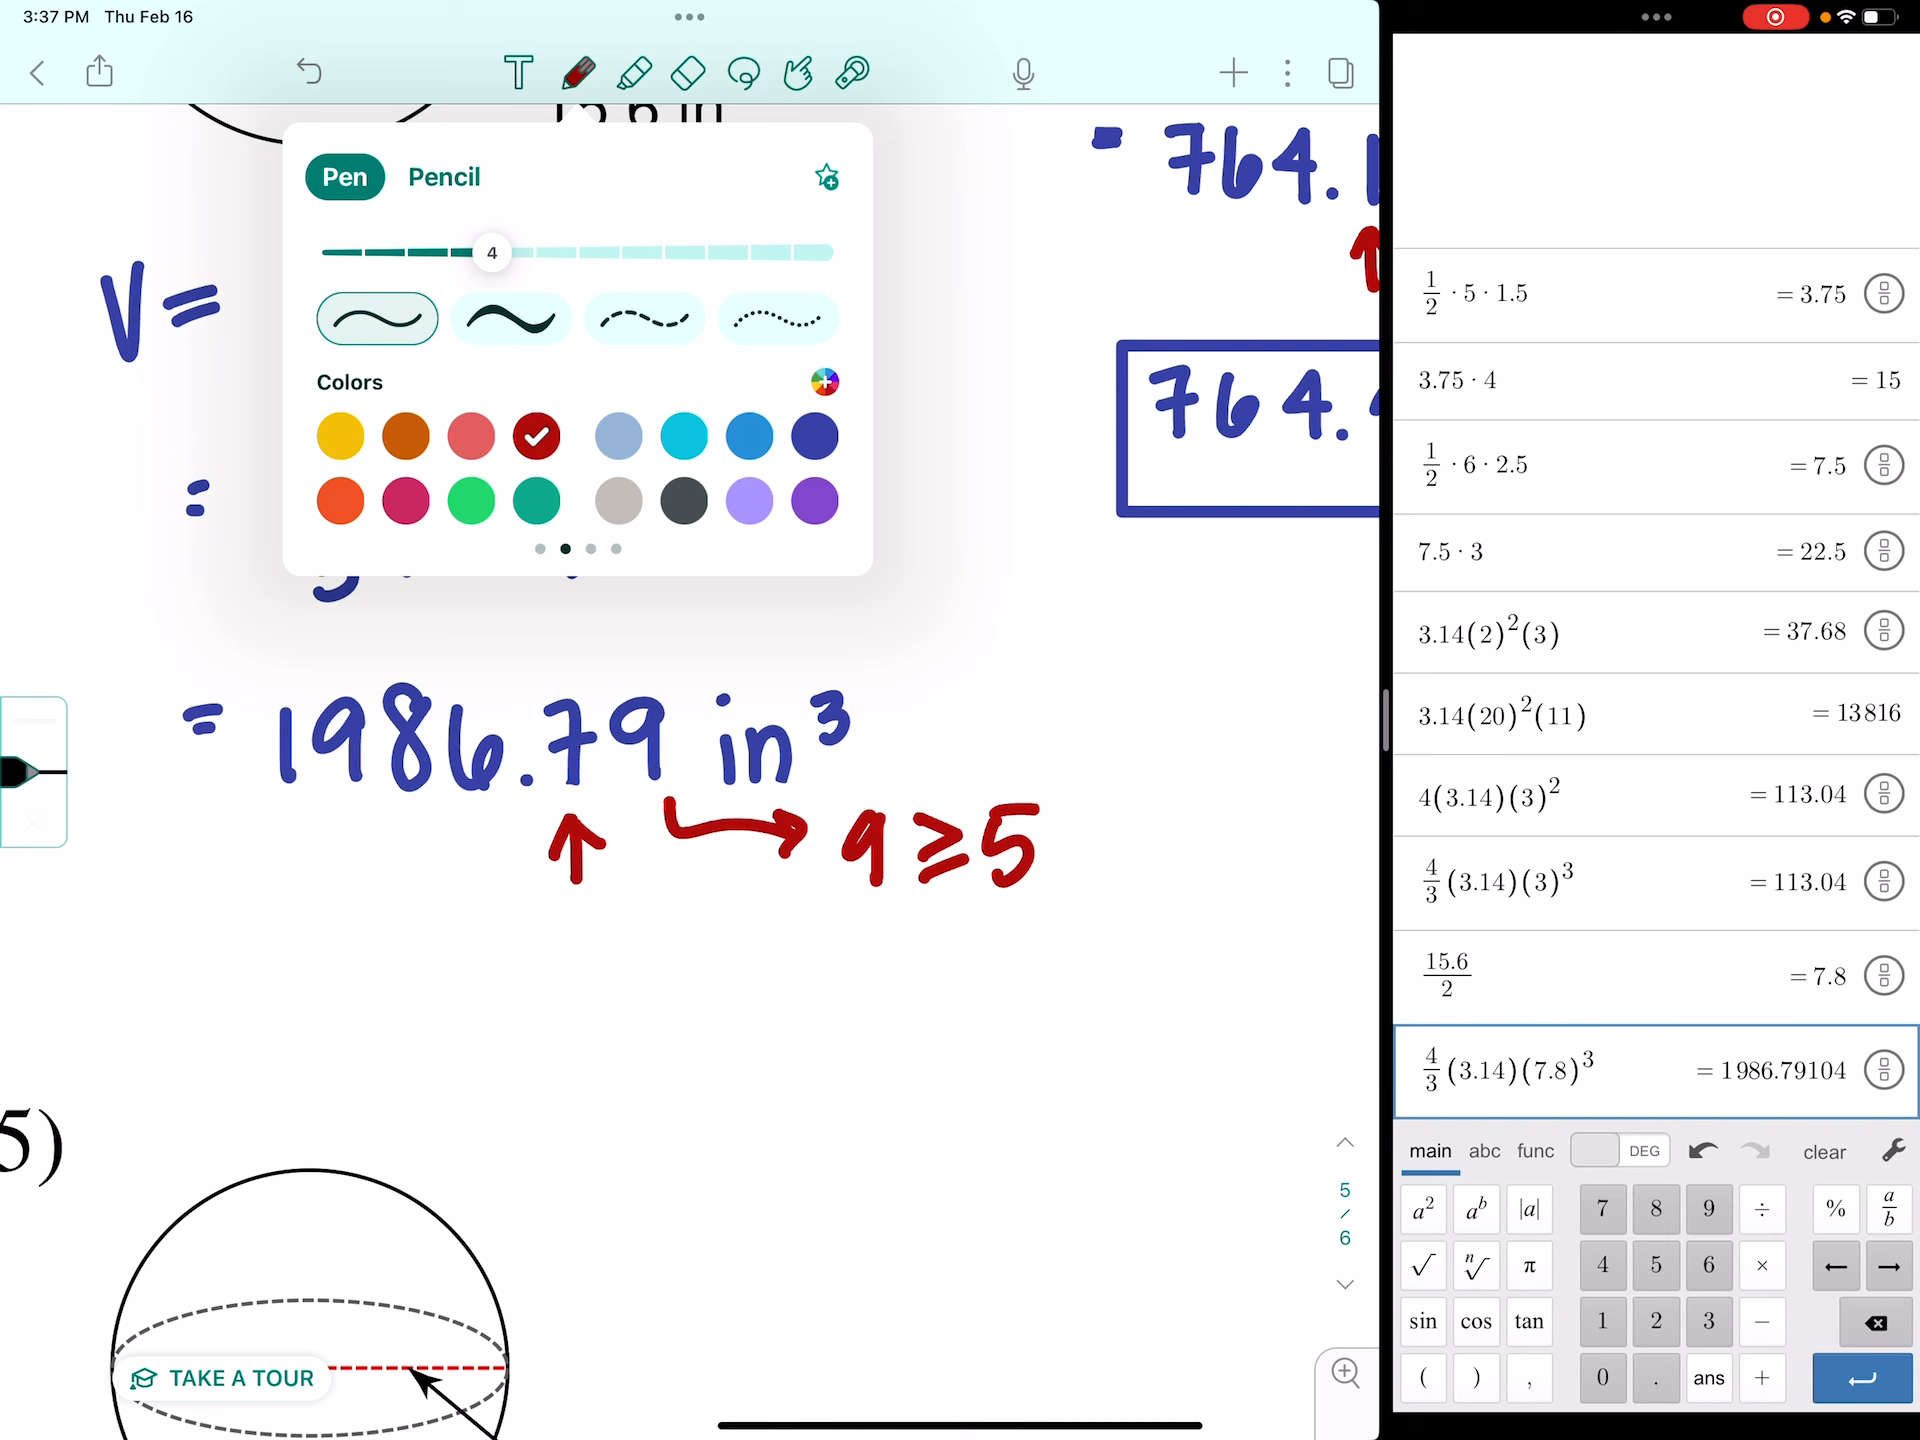 3:37 PM Thu Feb 16
T
15.6 in
Pen Pencil
4
Colors
V=
=
= 1986.79 in³
↑ → 9 ≥ 5
= 764.1
↑
764.
5)
TAKE A TOUR
5
/
6
1/2 · 5 · 1.5 = 3.75
3.75 · 4 = 15
1/2 · 6 · 2.5 = 7.5
7.5 · 3 = 22.5
3.14(2)²(3) = 37.68
3.14(20)²(11) = 13816
4(3.14)(3)² = 113.04
4/3 (3.14)(3)³ = 113.04
15.6/2 = 7.8
4/3 (3.14)(7.8)³ = 1986.79104
main abc func DEG clear
a² aᵇ |a| 7 8 9 ÷ % a/b
√ ⁿ√ π 4 5 6 × ← →
sin cos tan 1 2 3 −
( ) , 0 . ans +